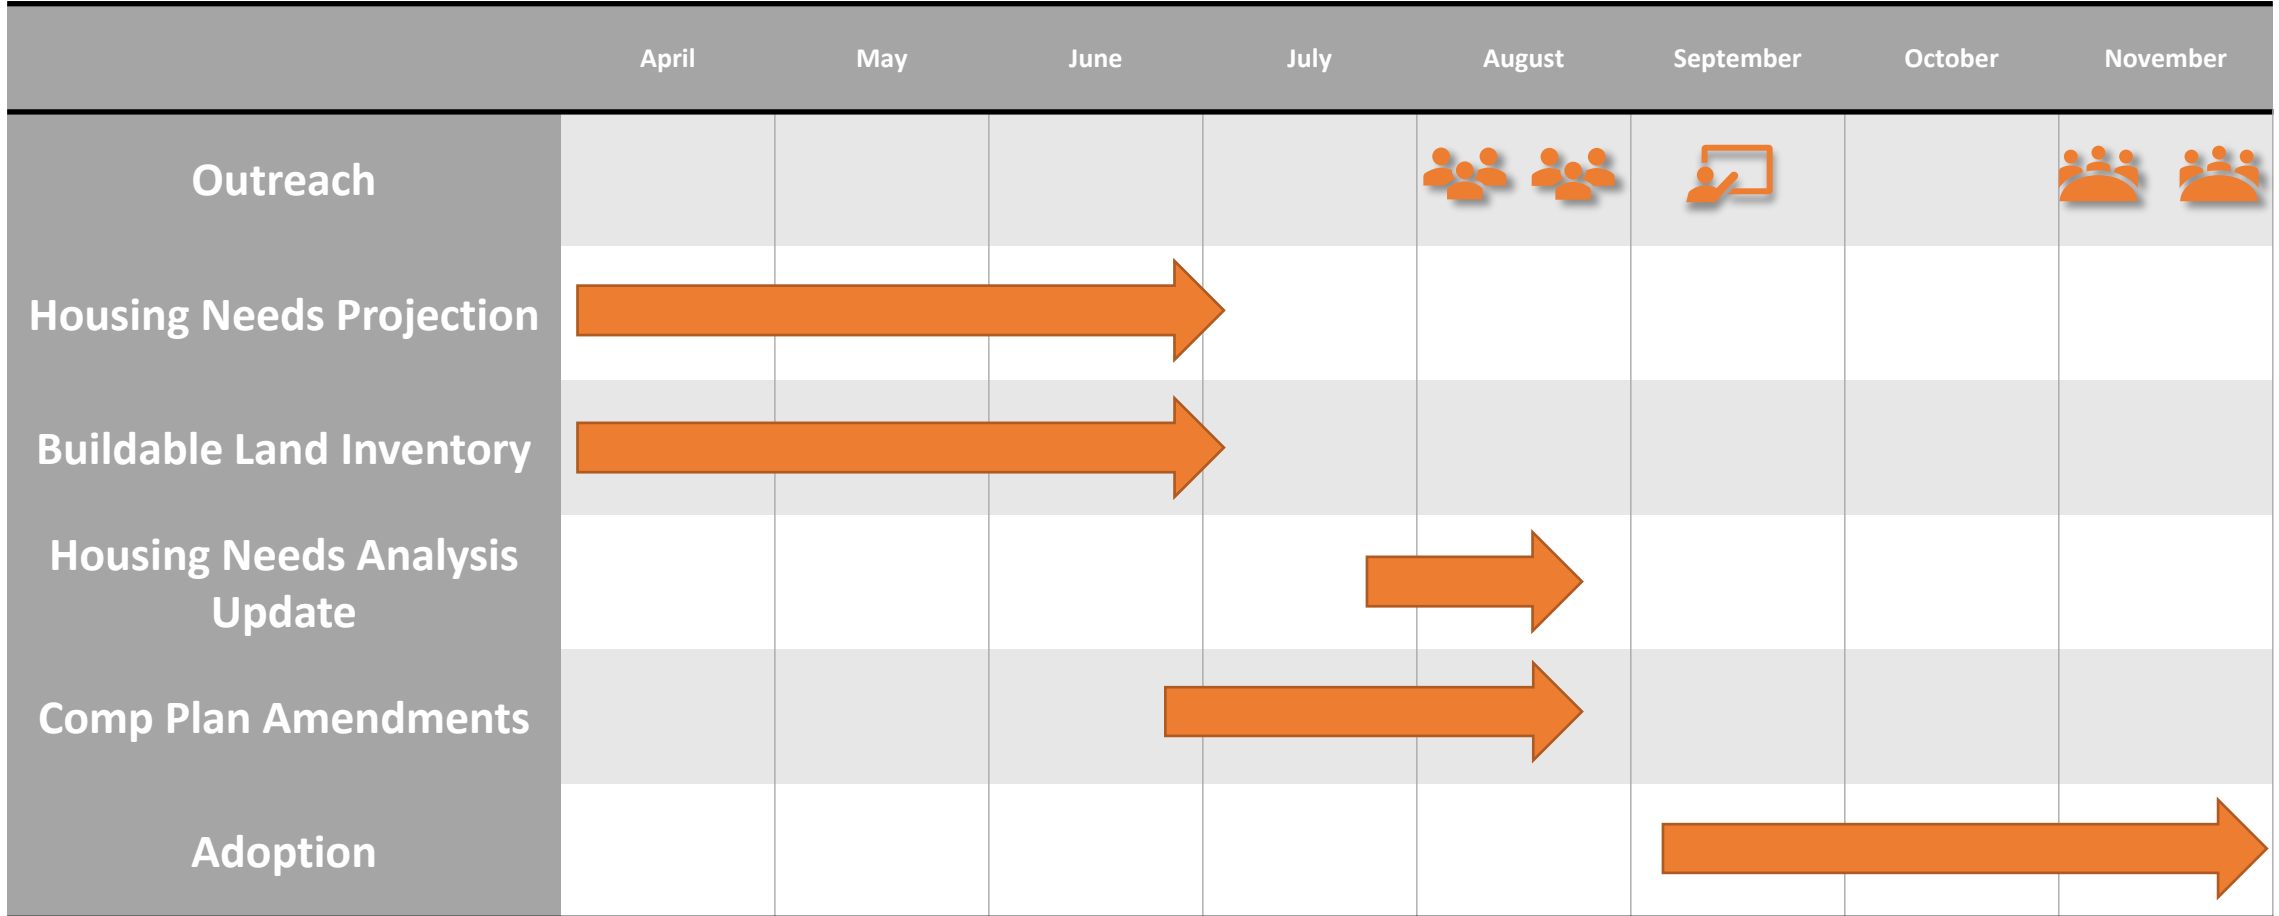 April May June July August September October November
Outreach
Housing Needs Projection
Buildable Land Inventory
Housing Needs Analysis
Update
Comp Plan Amendments
Adoption